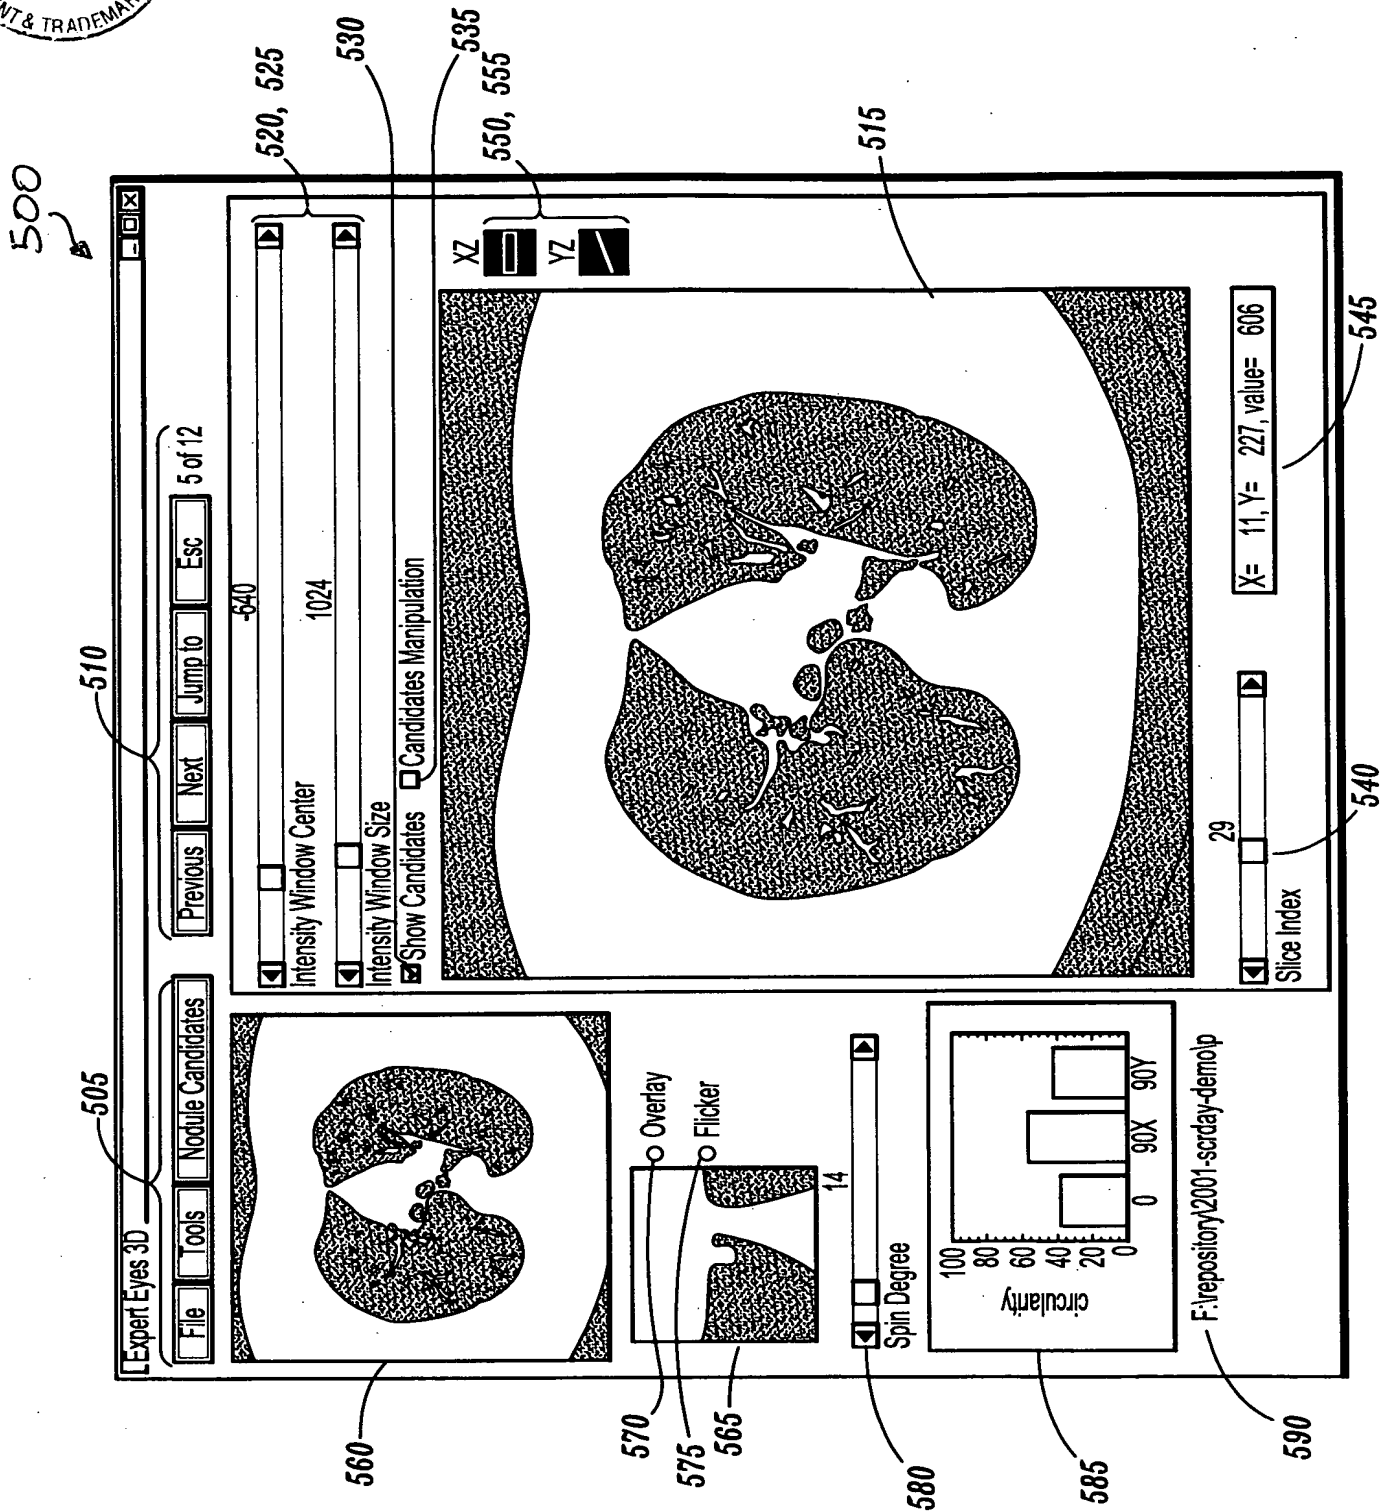 NT & TRADEMAR
500
505
510
520, 525
530
535
550, 555
Expert Eyes 3D
File Tools Nodule Candidates
Previous Next Jump to Esc 5 of 12
-640
Intensity Window Center
1024
Intensity Window Size
Show Candidates Candidates Manipulation
XZ
YZ
515
560
Overlay
Flicker
570
575
565
14
Spin Degree
580
circularity
100
80
60
40
20
0
0 90X 90Y
585
F:\repository\2001-scrday-demo\p
590
29
Slice Index
540
X= 11, Y= 227, value= 606
545